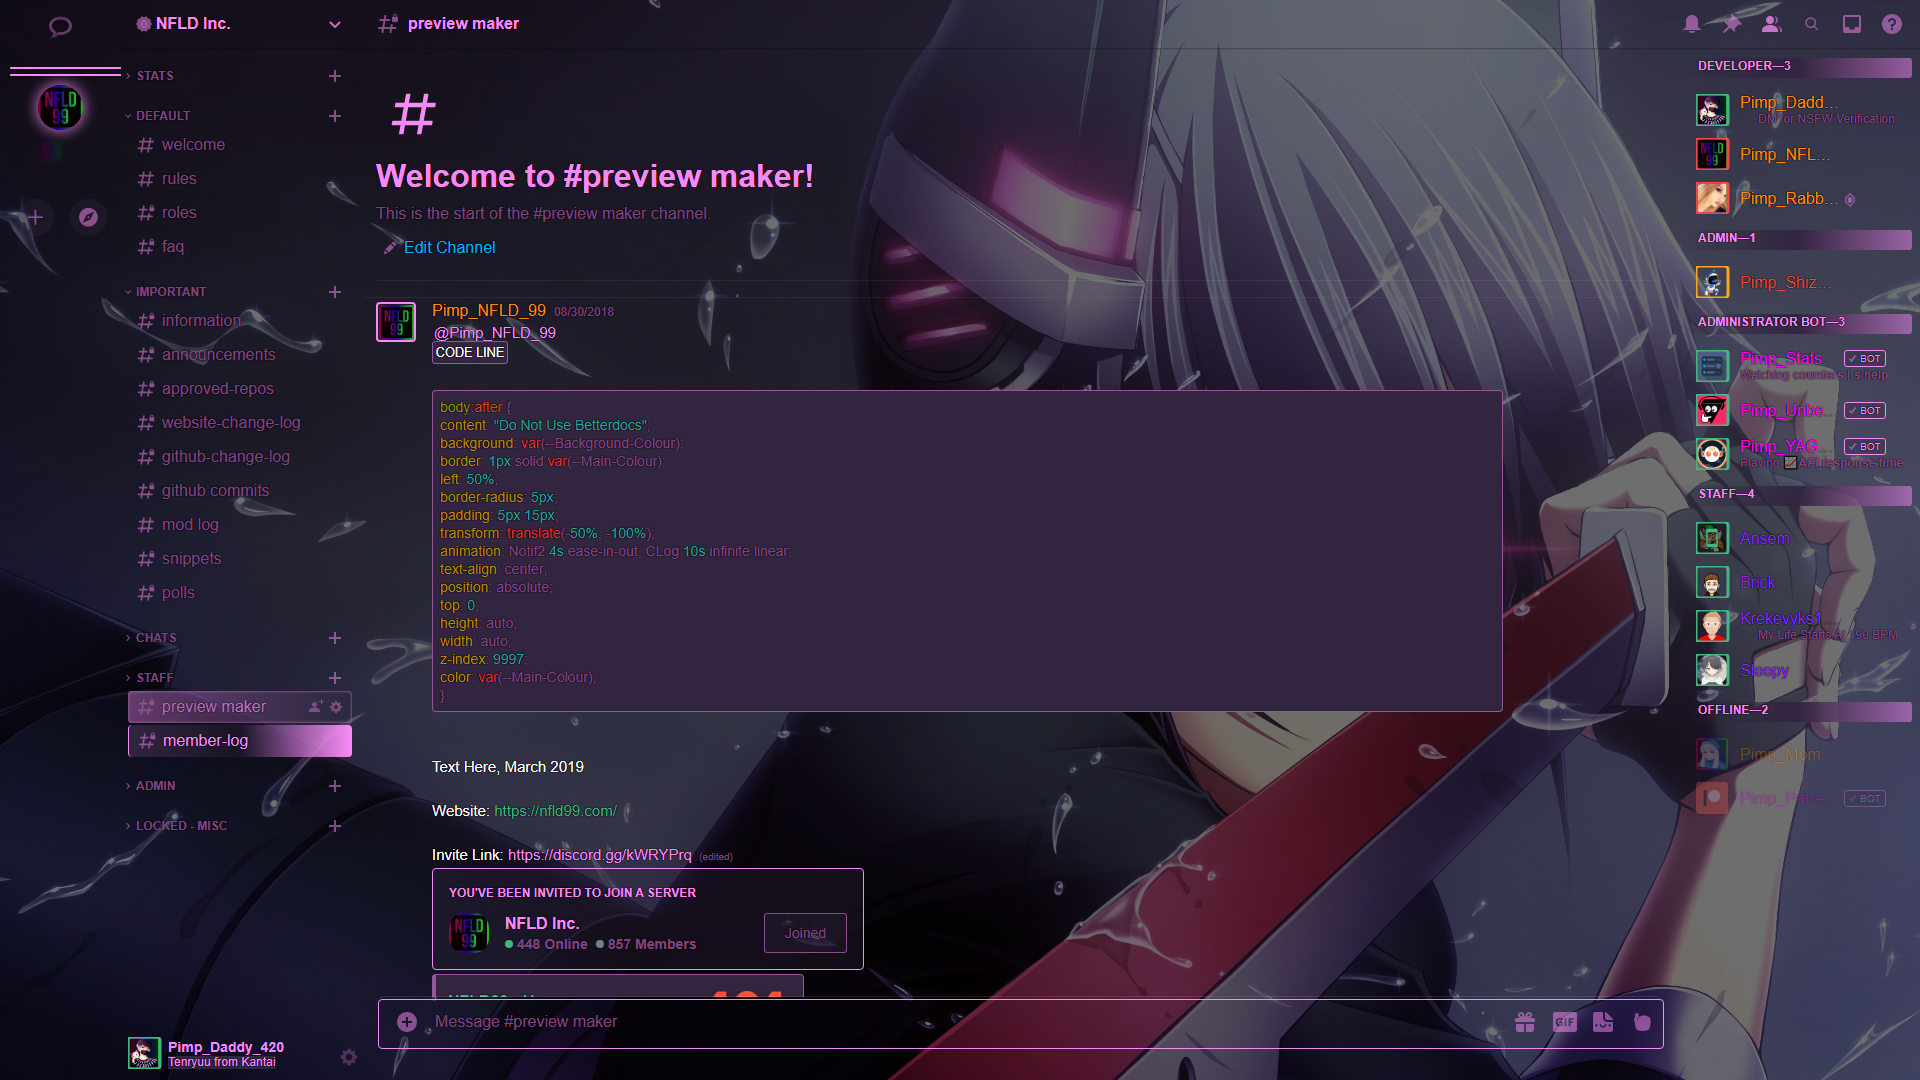 NFLD Inc.
preview maker
STATS
DEFAULT
welcome
rules
roles
faq
IMPORTANT
information
announcements
approved-repos
website-change-log
github-change-log
github commits
mod log
snippets
polls
CHATS
STAFF
preview maker
member-log
ADMIN
LOCKED - MISC
Pimp_Daddy_420
Tenryuu from Kantai
NFLD
99
Welcome to #preview maker!
This is the start of the #preview maker channel.
Edit Channel
Pimp_NFLD_99 08/30/2018
@Pimp_NFLD_99
CODE LINE
body:after {
content: "Do Not Use Betterdocs";
background: var(--Background-Colour);
border: 1px solid var(--Main-Colour);
left: 50%;
border-radius: 5px;
padding: 5px 15px;
transform: translate(-50%, -100%);
animation: Notif2 4s ease-in-out, CLog 10s infinite linear;
text-align: center;
position: absolute;
top: 0;
height: auto;
width: auto;
z-index: 9997;
color: var(--Main-Colour);
}
Text Here, March 2019
Website: https://nfld99.com/
Invite Link: https://discord.gg/kWRYPrq (edited)
YOU'VE BEEN INVITED TO JOIN A SERVER
NFLD Inc.
448 Online 857 Members
Joined
Message #preview maker
GIF
DEVELOPER—3
Pimp_Dadd...
DM for NSFW Verification
Pimp_NFL...
Pimp_Rabb...
ADMIN—1
Pimp_Shiz...
ADMINISTRATOR BOT—3
Pimp_Stats BOT
Watching counters | s/help
Pimp_Unbe... BOT
Pimp_YAG... BOT
Playing API response time
STAFF—4
Ansem
Brick
Krekevyks1...
My Life Starts At 190 BPM
Sleepy
OFFLINE—2
Pimp_Mom...
Pimp_Patre... BOT